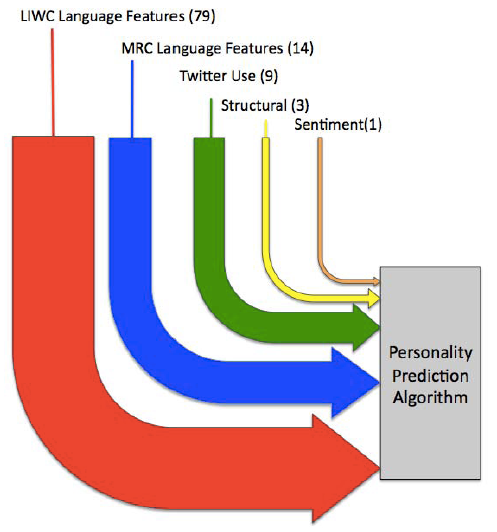 LIWC Language Features (79)
MRC Language Features (14)
Twitter Use (9)
Structural (3)
Sentiment(1)
Personality
Prediction
Algorithm